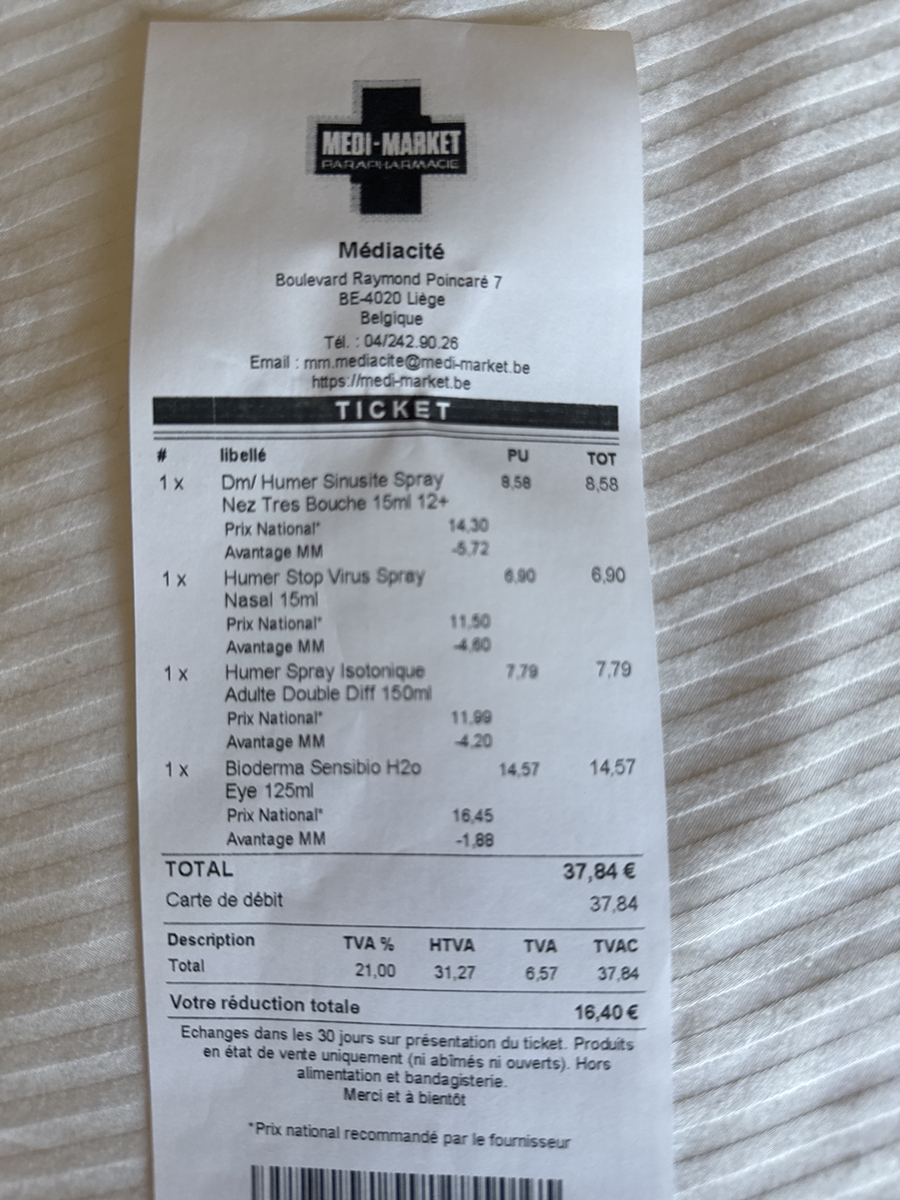 MEDI-MARKET
PARAPHARMACIE
Médiacité
Boulevard Raymond Poincaré 7
BE-4020 Liège
Belgique
Tél. : 04/242.90.26
Email : mm.mediacite@medi-market.be
https://medi-market.be
TICKET
# libellé PU TOT
1 x Dm/ Humer Sinusite Spray 8,58 8,58
Nez Tres Bouche 15ml 12+
Prix National* 14,30
Avantage MM -5,72
1 x Humer Stop Virus Spray 6,90 6,90
Nasal 15ml
Prix National* 11,50
Avantage MM -4,60
1 x Humer Spray Isotonique 7,79 7,79
Adulte Double Diff 150ml
Prix National* 11,99
Avantage MM -4,20
1 x Bioderma Sensibio H2o 14,57 14,57
Eye 125ml
Prix National* 16,45
Avantage MM -1,88
TOTAL 37,84 €
Carte de débit 37,84
Description TVA % HTVA TVA TVAC
Total 21,00 31,27 6,57 37,84
Votre réduction totale 16,40 €
Echanges dans les 30 jours sur présentation du ticket. Produits
en état de vente uniquement (ni abîmés ni ouverts). Hors
alimentation et bandagisterie.
Merci et à bientôt
*Prix national recommandé par le fournisseur